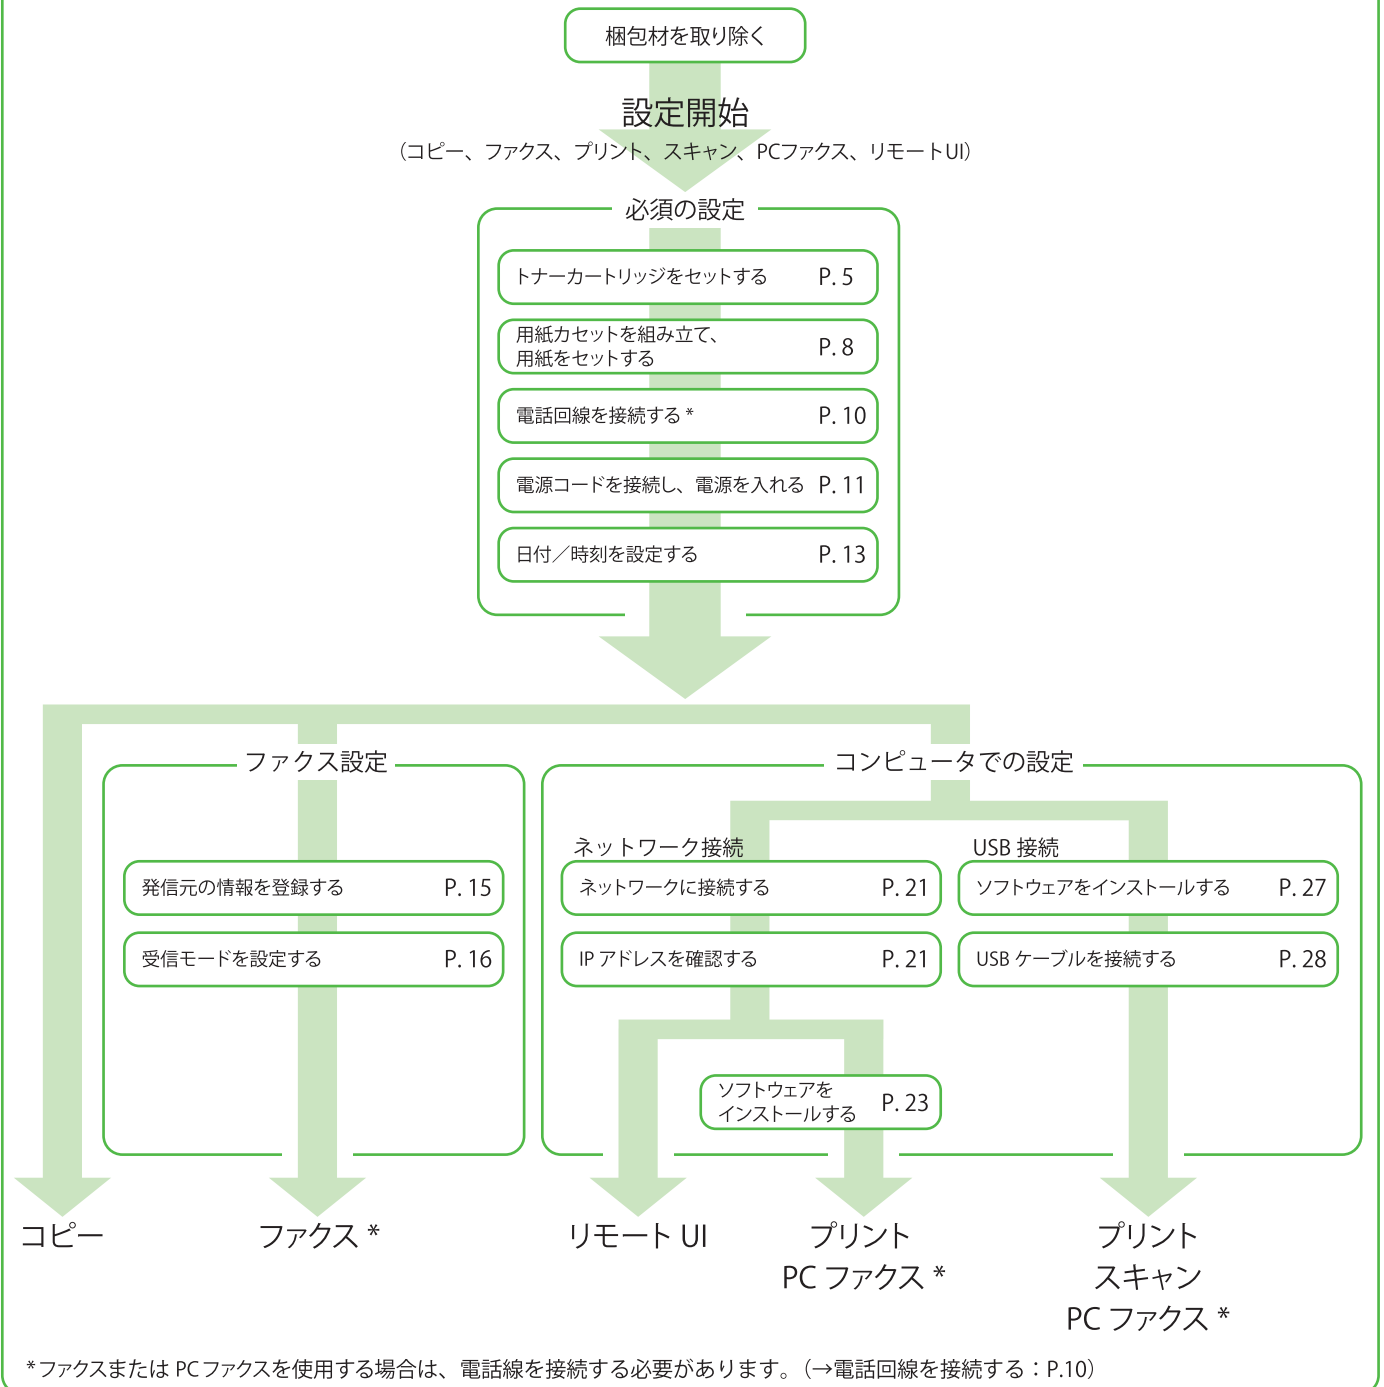 梱包材を取り除く
設定開始
（コピー、ファクス、プリント、スキャン、PCファクス、リモートUI）
必須の設定
トナーカートリッジをセットする P. 5
用紙カセットを組み立て、
用紙をセットする P. 8
電話回線を接続する * P. 10
電源コードを接続し、電源を入れる P. 11
日付／時刻を設定する P. 13
ファクス設定
発信元の情報を登録する P. 15
受信モードを設定する P. 16
コンピュータでの設定
ネットワーク接続
ネットワークに接続する P. 21
IP アドレスを確認する P. 21
ソフトウェアを
インストールする P. 23
USB 接続
ソフトウェアをインストールする P. 27
USB ケーブルを接続する P. 28
コピー
ファクス *
リモート UI
プリント
PC ファクス *
プリント
スキャン
PC ファクス *
* ファクスまたは PC ファクスを使用する場合は、電話線を接続する必要があります。（→電話回線を接続する：P.10）